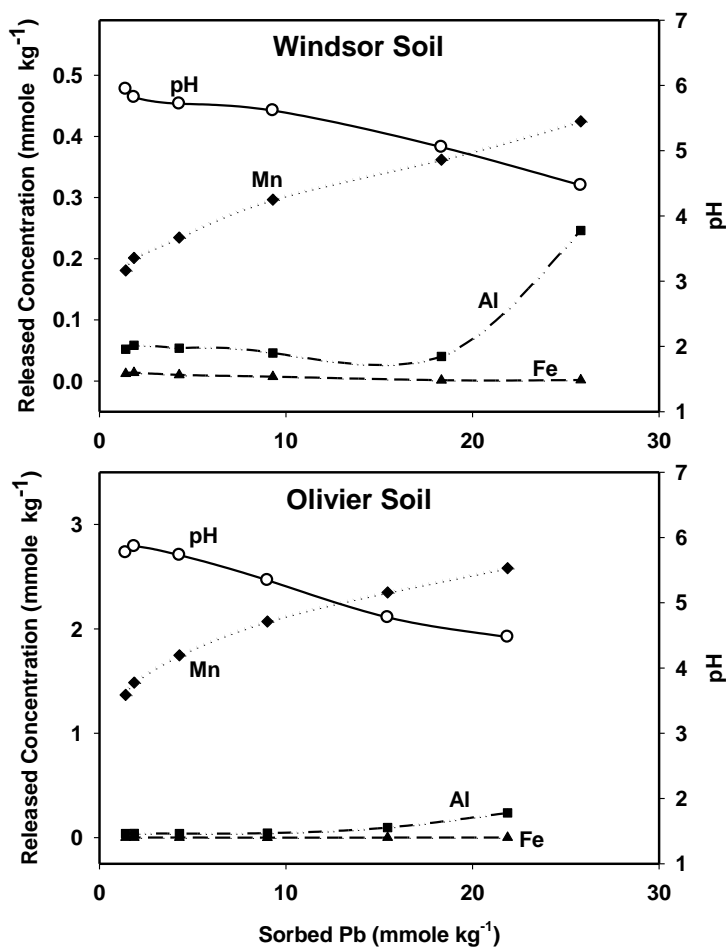 Windsor Soil
Released Concentration (mmole kg-1)
0.5
0.4
0.3
0.2
0.1
0.0
pH
Mn
Al
Fe
7
6
5
4
3
2
1
pH
0
10
20
30
Olivier Soil
Released Concentration (mmole kg-1)
3
2
1
0
pH
Mn
Al
Fe
7
6
5
4
3
2
1
pH
0
10
20
30
Sorbed Pb (mmole kg-1)